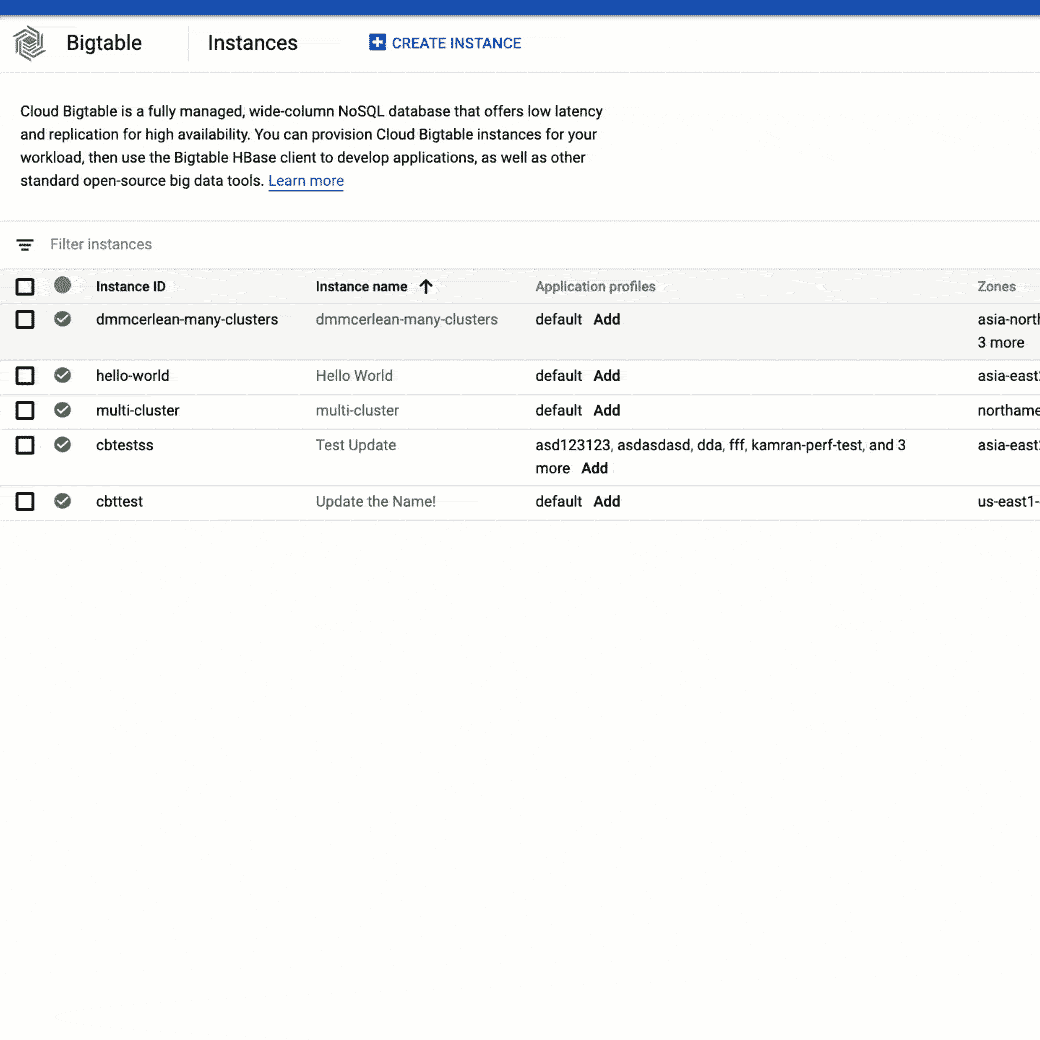 Bigtable Instances CREATE INSTANCE
Cloud Bigtable is a fully managed, wide-column NoSQL database that offers low latency
and replication for high availability. You can provision Cloud Bigtable instances for your
workload, then use the Bigtable HBase client to develop applications, as well as other
standard open-source big data tools. Learn more
Filter instances
Instance ID Instance name Application profiles Zones
dmmcerlean-many-clusters dmmcerlean-many-clusters default Add asia-nort
3 more
hello-world Hello World default Add asia-east
multi-cluster multi-cluster default Add northame
cbtestss Test Update asd123123, asdasdasd, dda, fff, kamran-perf-test, and 3 asia-east
more Add
cbttest Update the Name! default Add us-east1-